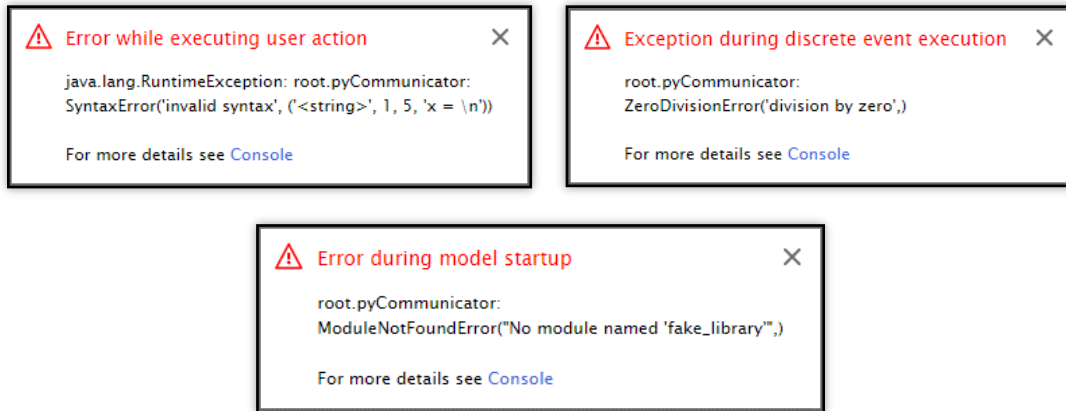 Error while executing user action
java.lang.RuntimeException: root.pyCommunicator:
SyntaxError('invalid syntax', ('<string>', 1, 5, 'x = \n'))
For more details see Console
Exception during discrete event execution
root.pyCommunicator:
ZeroDivisionError('division by zero',)
For more details see Console
Error during model startup
root.pyCommunicator:
ModuleNotFoundError("No module named 'fake_library'",)
For more details see Console